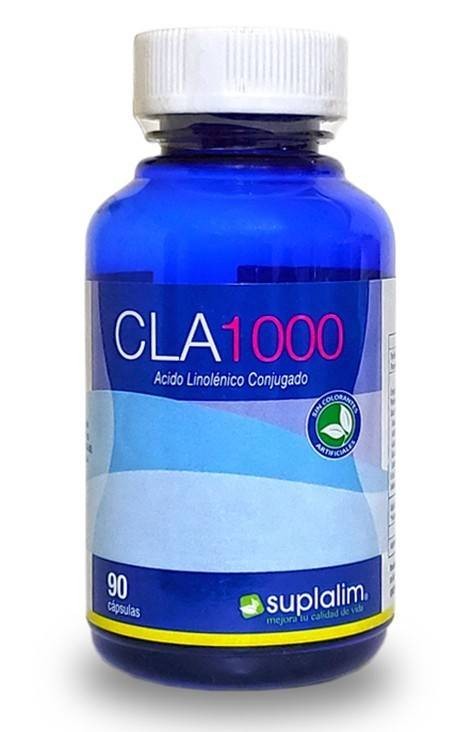 CLA1000
Acido Linolénico Conjugado
SIN COLORANTES
ARTIFICIALES
90
cápsulas
suplalim®
mejora tu calidad de vida